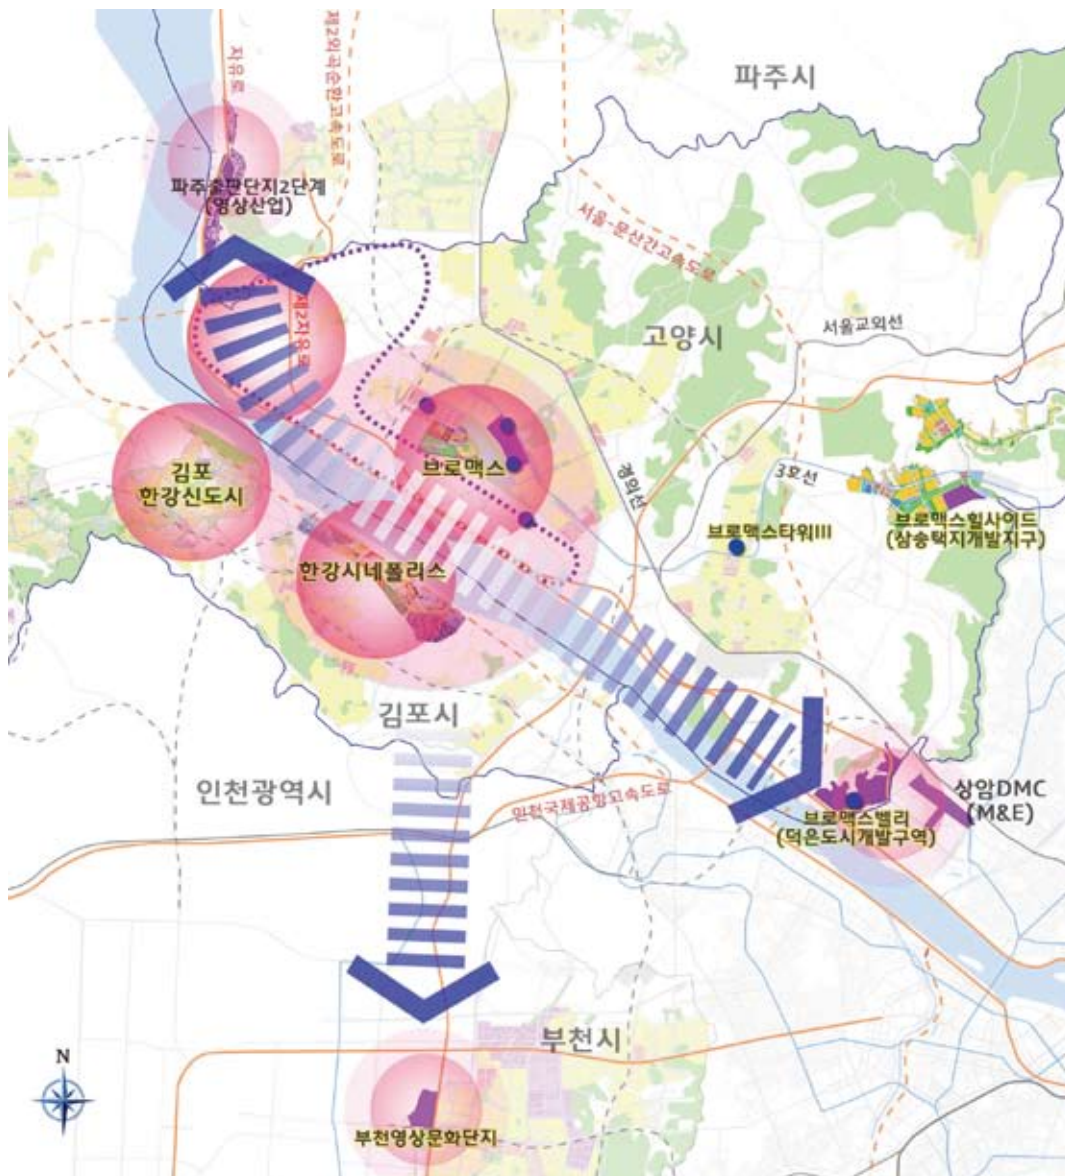 파주시
자유로
제2외곽순환고속도로
파주출판단지2단계
(영상산업)
서울-문산간고속도로
제2자유로
고양시
서울교외선
김포
한강신도시
브로맥스
경의선
3호선
브로맥스타워III
브로맥스힐사이드
(삼송택지개발지구)
한강시네폴리스
김포시
인천광역시
인천국제공항고속도로
상암DMC
(M&E)
브로맥스밸리
(덕은도시개발구역)
부천시
N
부천영상문화단지